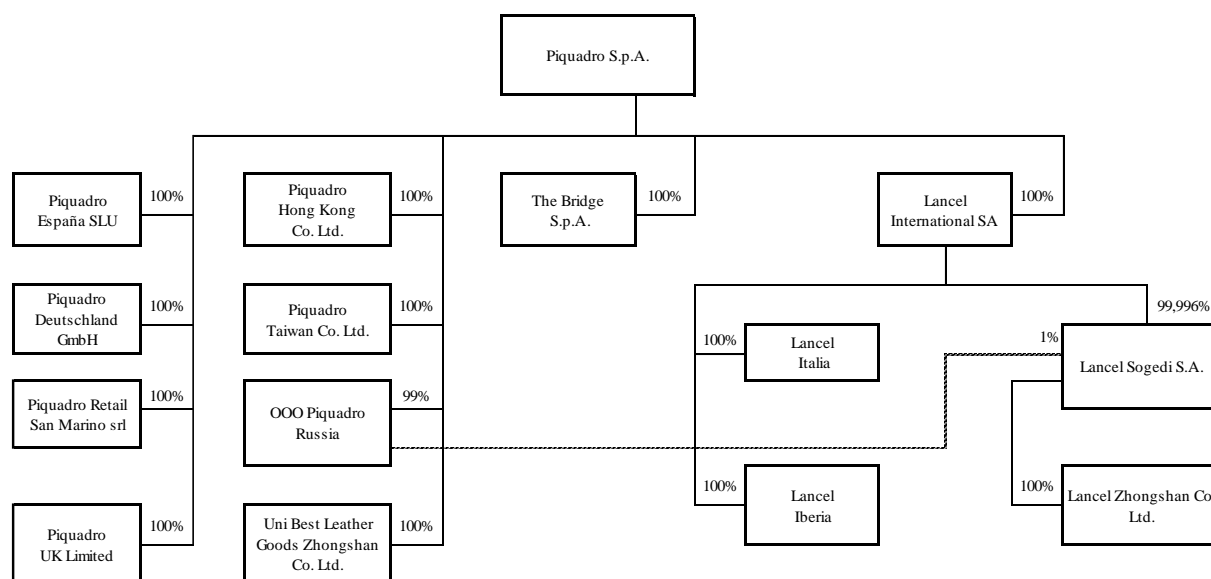 Piquadro S.p.A.
Piquadro
España SLU
100%
Piquadro
Hong Kong
Co. Ltd.
100%
The Bridge
S.p.A.
100%
Lancel
International SA
100%
Piquadro
Deutschland
GmbH
100%
Piquadro
Taiwan Co. Ltd.
100%
100%
Lancel
Italia
99,996%
1%
Lancel Sogedi S.A.
Piquadro Retail
San Marino srl
100%
OOO Piquadro
Russia
99%
100%
Lancel
Iberia
100%
Lancel Zhongshan Co
Ltd.
Piquadro
UK Limited
100%
Uni Best Leather
Goods Zhongshan
Co. Ltd.
100%